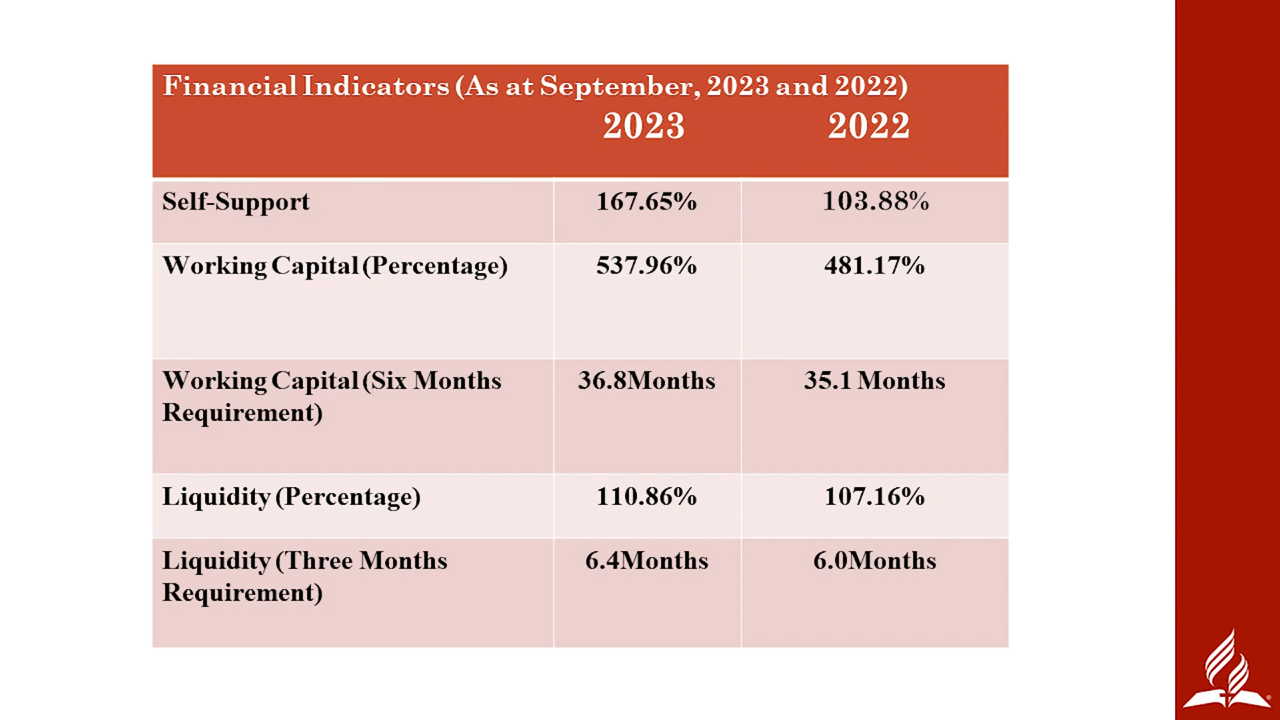 Financial Indicators (As at September, 2023 and 2022)
2023 2022
Self-Support 167.65% 103.88%
Working Capital (Percentage) 537.96% 481.17%
Working Capital (Six Months 36.8Months 35.1 Months
Requirement)
Liquidity (Percentage) 110.86% 107.16%
Liquidity (Three Months 6.4Months 6.0Months
Requirement)